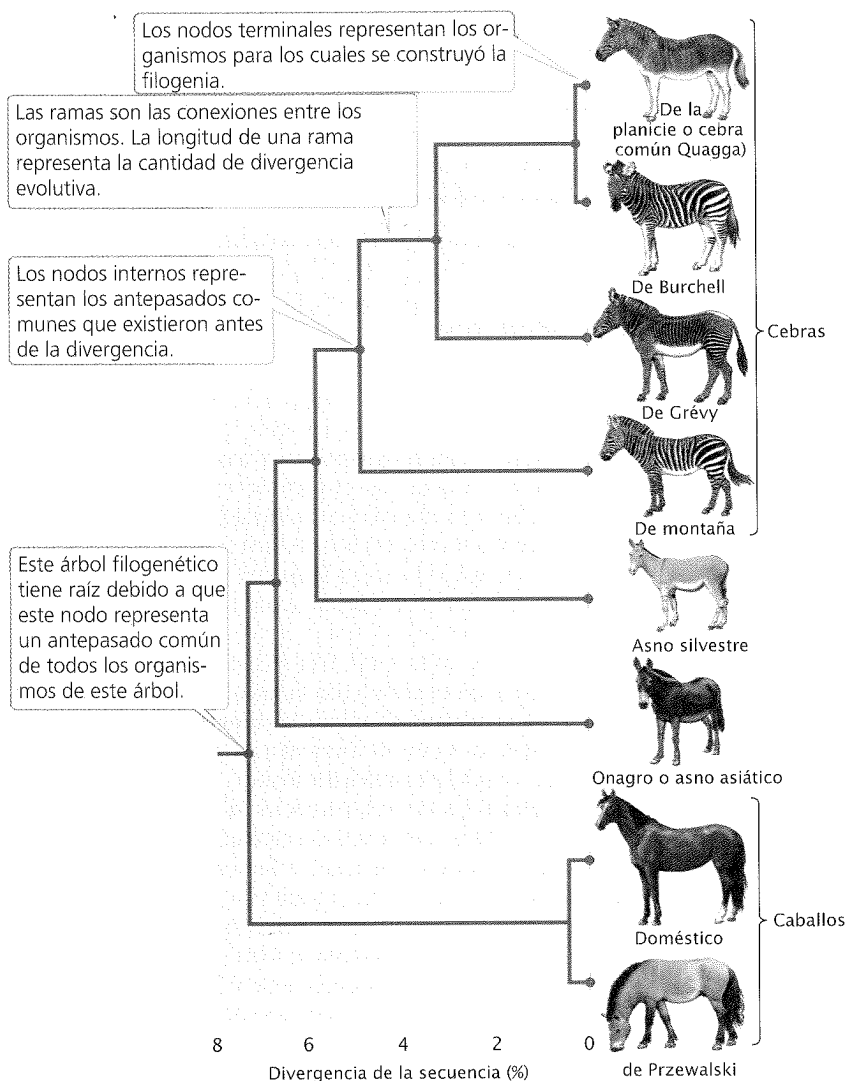 Los nodos terminales representan los or-
ganismos para los cuales se construyó la
filogenia.
Las ramas son las conexiones entre los
organismos. La longitud de una rama
representa la cantidad de divergencia
evolutiva.
Los nodos internos repre-
sentan los antepasados co-
munes que existieron antes
de la divergencia.
Este árbol filogenético
tiene raíz debido a que
este nodo representa
un antepasado común
de todos los organis-
mos de este árbol.
De la
planicie o cebra
común Quagga)
De Burchell
De Grévy
De montaña
Cebras
Asno silvestre
Onagro o asno asiático
Doméstico
de Przewalski
Caballos
8 6 4 2 0
Divergencia de la secuencia (%)